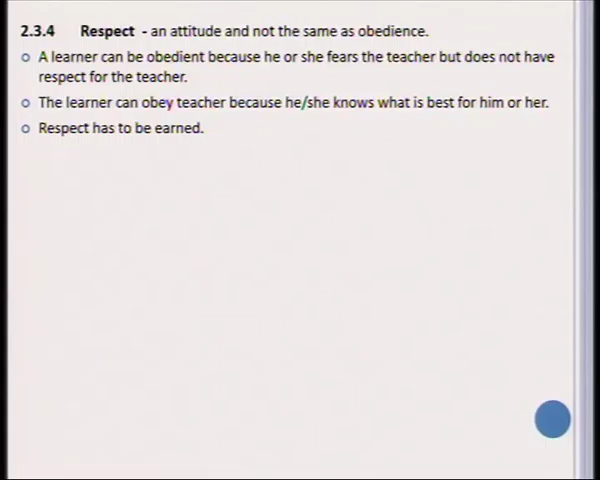 2.3.4 Respect - an attitude and not the same as obedience.
A learner can be obedient because he or she fears the teacher but does not have
respect for the teacher.
The learner can obey teacher because he/she knows what is best for him or her.
Respect has to be earned.